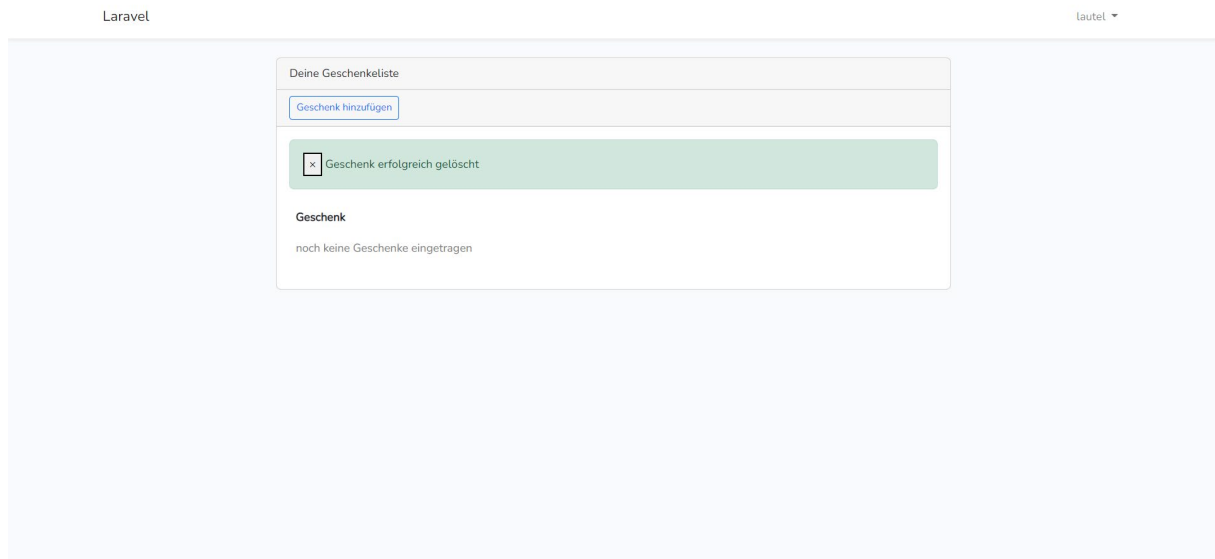 Laravel
lautel
Deine Geschenkeliste
Geschenk hinzufügen
× Geschenk erfolgreich gelöscht
Geschenk
noch keine Geschenke eingetragen